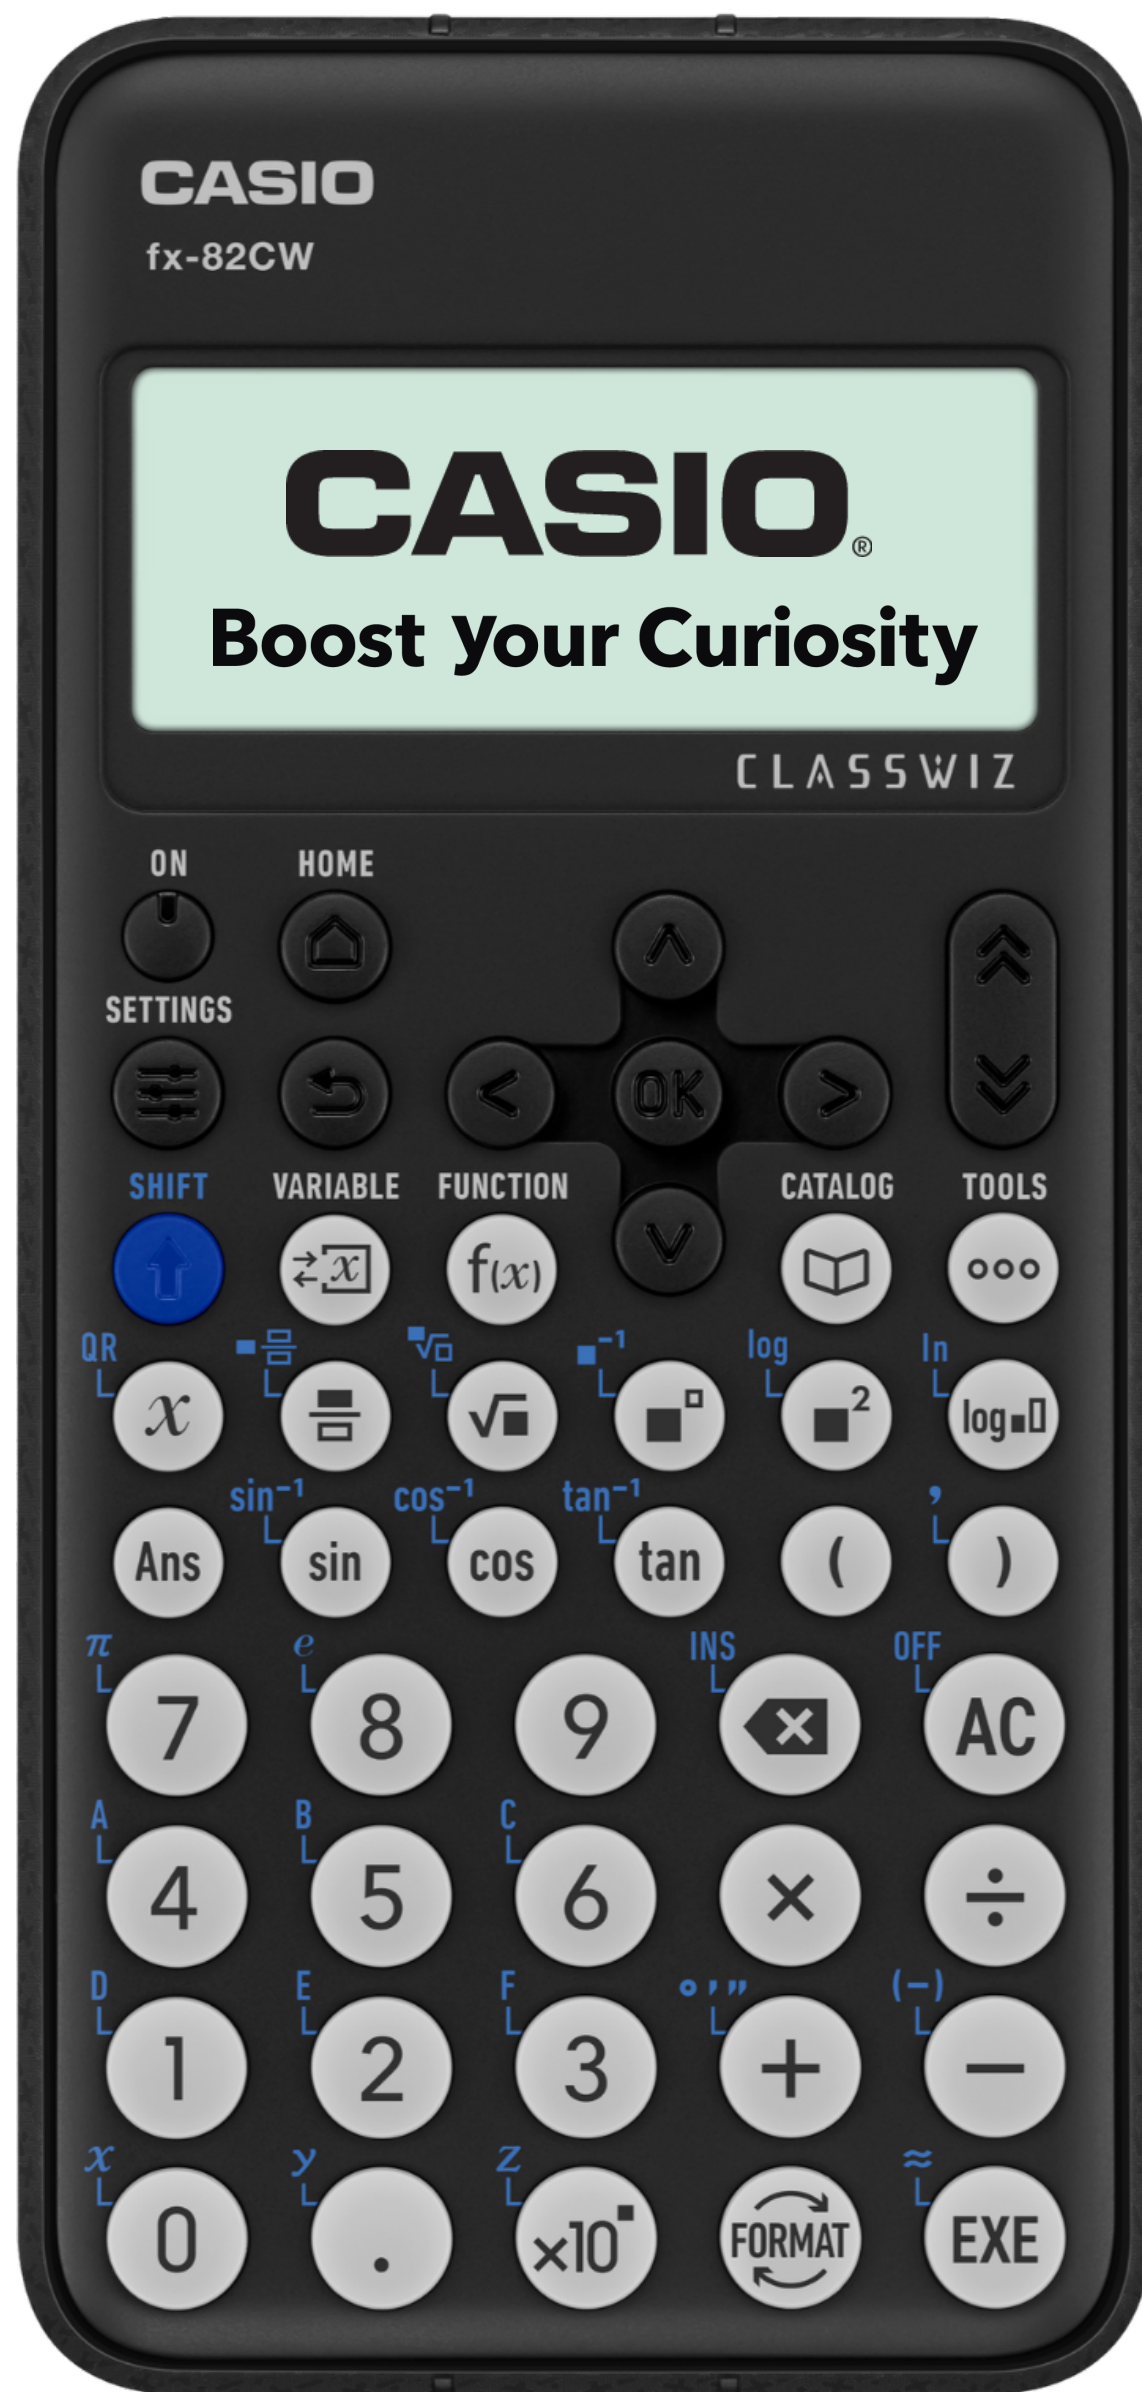 CASIO
fx-82CW
CASIO®
Boost your Curiosity
CLASSWIZ
ON HOME
SETTINGS
OK
SHIFT VARIABLE FUNCTION CATALOG TOOLS
x f(x)
QR √ -1 log ln
x √ 2 log
sin⁻¹ cos⁻¹ tan⁻¹ ,
Ans sin cos tan ( )
π e INS OFF
7 8 9 AC
A B C
4 5 6 × ÷
D E F ° ′ ″ (−)
1 2 3 + −
x y z ≈
0 . ×10 FORMAT EXE